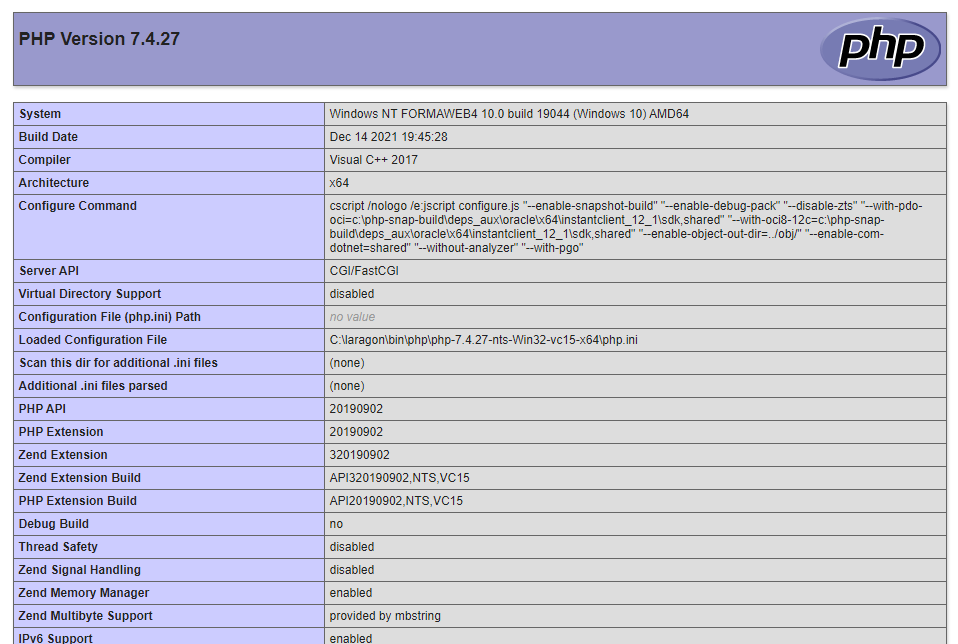 PHP Version 7.4.27
php
System Windows NT FORMAWEB4 10.0 build 19044 (Windows 10) AMD64
Build Date Dec 14 2021 19:45:28
Compiler Visual C++ 2017
Architecture x64
Configure Command cscript /nologo /e:jscript configure.js "--enable-snapshot-build" "--enable-debug-pack" "--disable-zts" "--with-pdo-
oci=c:\php-snap-build\deps_aux\oracle\x64\instantclient_12_1\sdk,shared" "--with-oci8-12c=c:\php-snap-
build\deps_aux\oracle\x64\instantclient_12_1\sdk,shared" "--enable-object-out-dir=../obj/" "--enable-com-
dotnet=shared" "--without-analyzer" "--with-pgo"
Server API CGI/FastCGI
Virtual Directory Support disabled
Configuration File (php.ini) Path no value
Loaded Configuration File C:\laragon\bin\php\php-7.4.27-nts-Win32-vc15-x64\php.ini
Scan this dir for additional .ini files (none)
Additional .ini files parsed (none)
PHP API 20190902
PHP Extension 20190902
Zend Extension 320190902
Zend Extension Build API320190902,NTS,VC15
PHP Extension Build API20190902,NTS,VC15
Debug Build no
Thread Safety disabled
Zend Signal Handling disabled
Zend Memory Manager enabled
Zend Multibyte Support provided by mbstring
IPv6 Support enabled